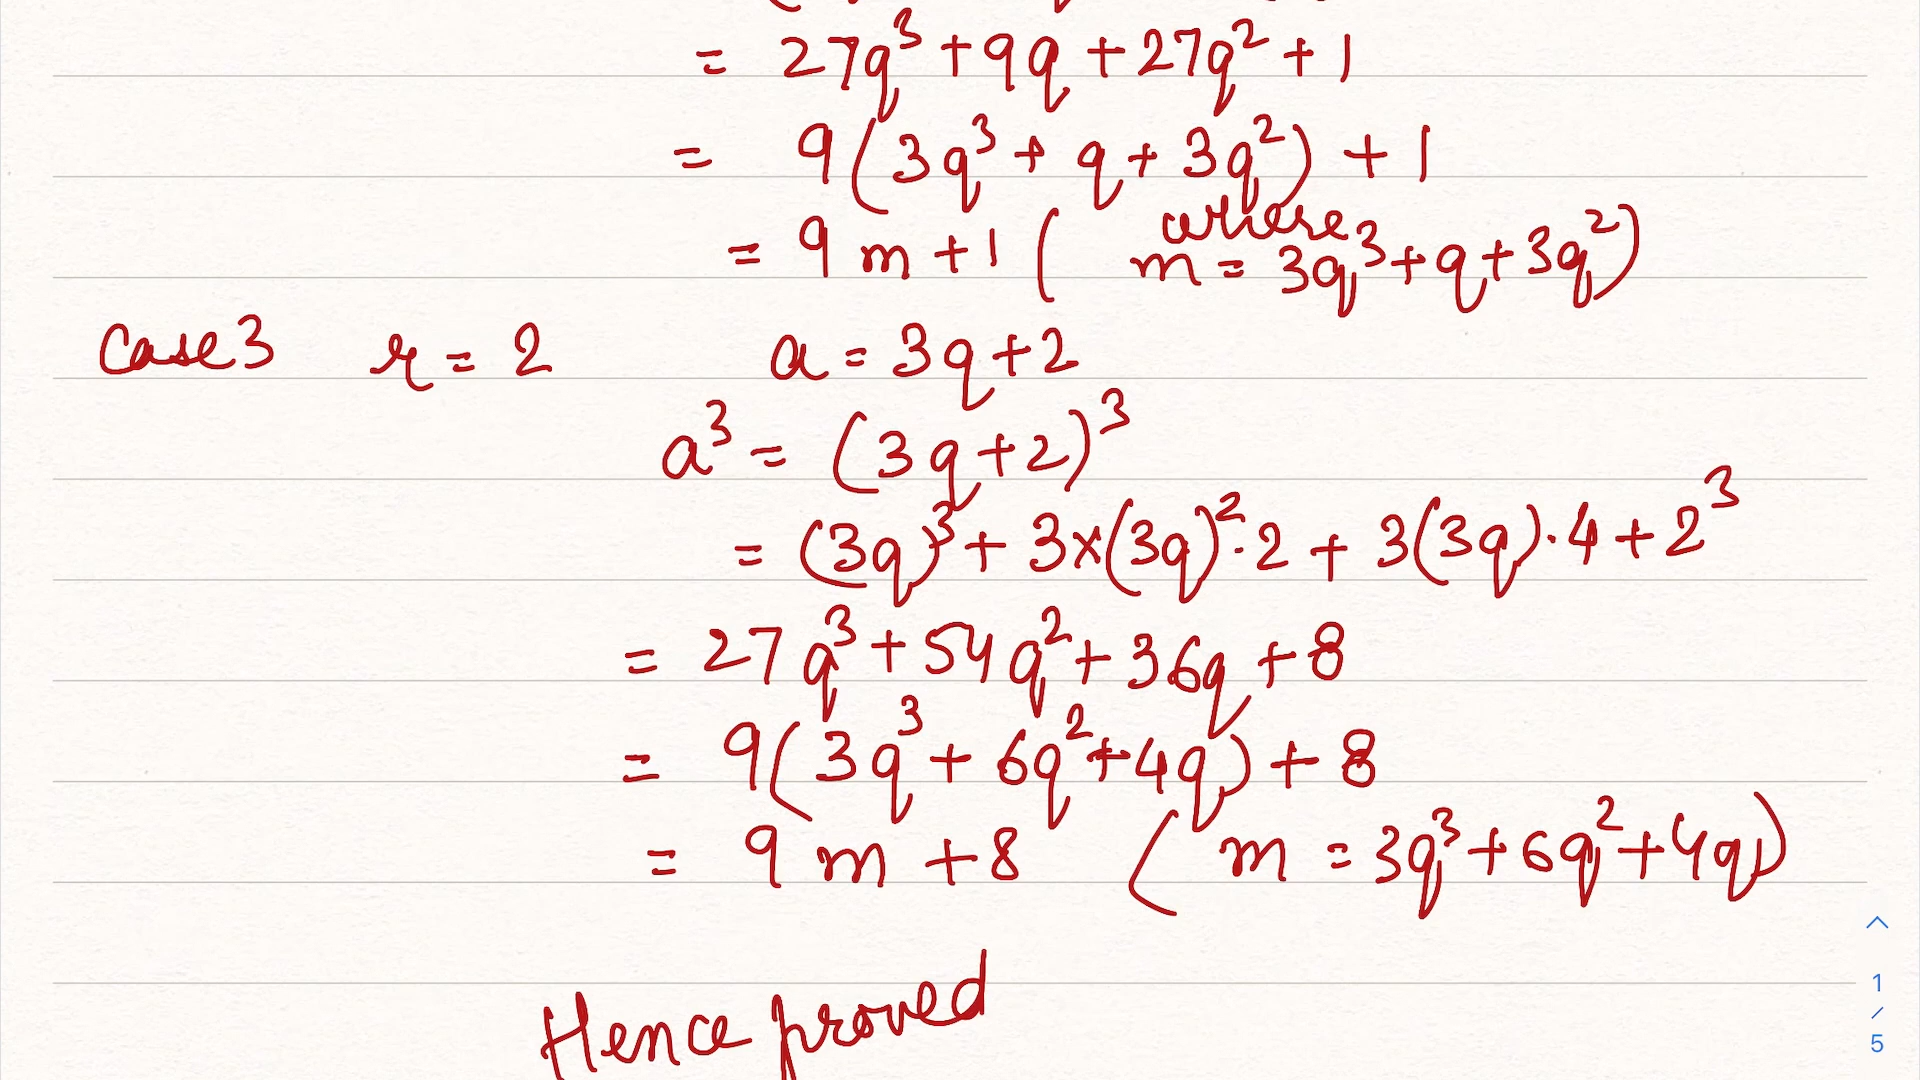 = 27q³ + 9q + 27q² + 1
= 9(3q³ + q + 3q²) + 1
= 9m + 1 ( where m = 3q³ + q + 3q²)
Case 3 r = 2 a = 3q + 2
a³ = (3q + 2)³
= (3q)³ + 3×(3q)²·2 + 3(3q)·4 + 2³
= 27q³ + 54q² + 36q + 8
= 9(3q³ + 6q² + 4q) + 8
= 9m + 8 ( m = 3q³ + 6q² + 4q)
Hence proved
1
/
5